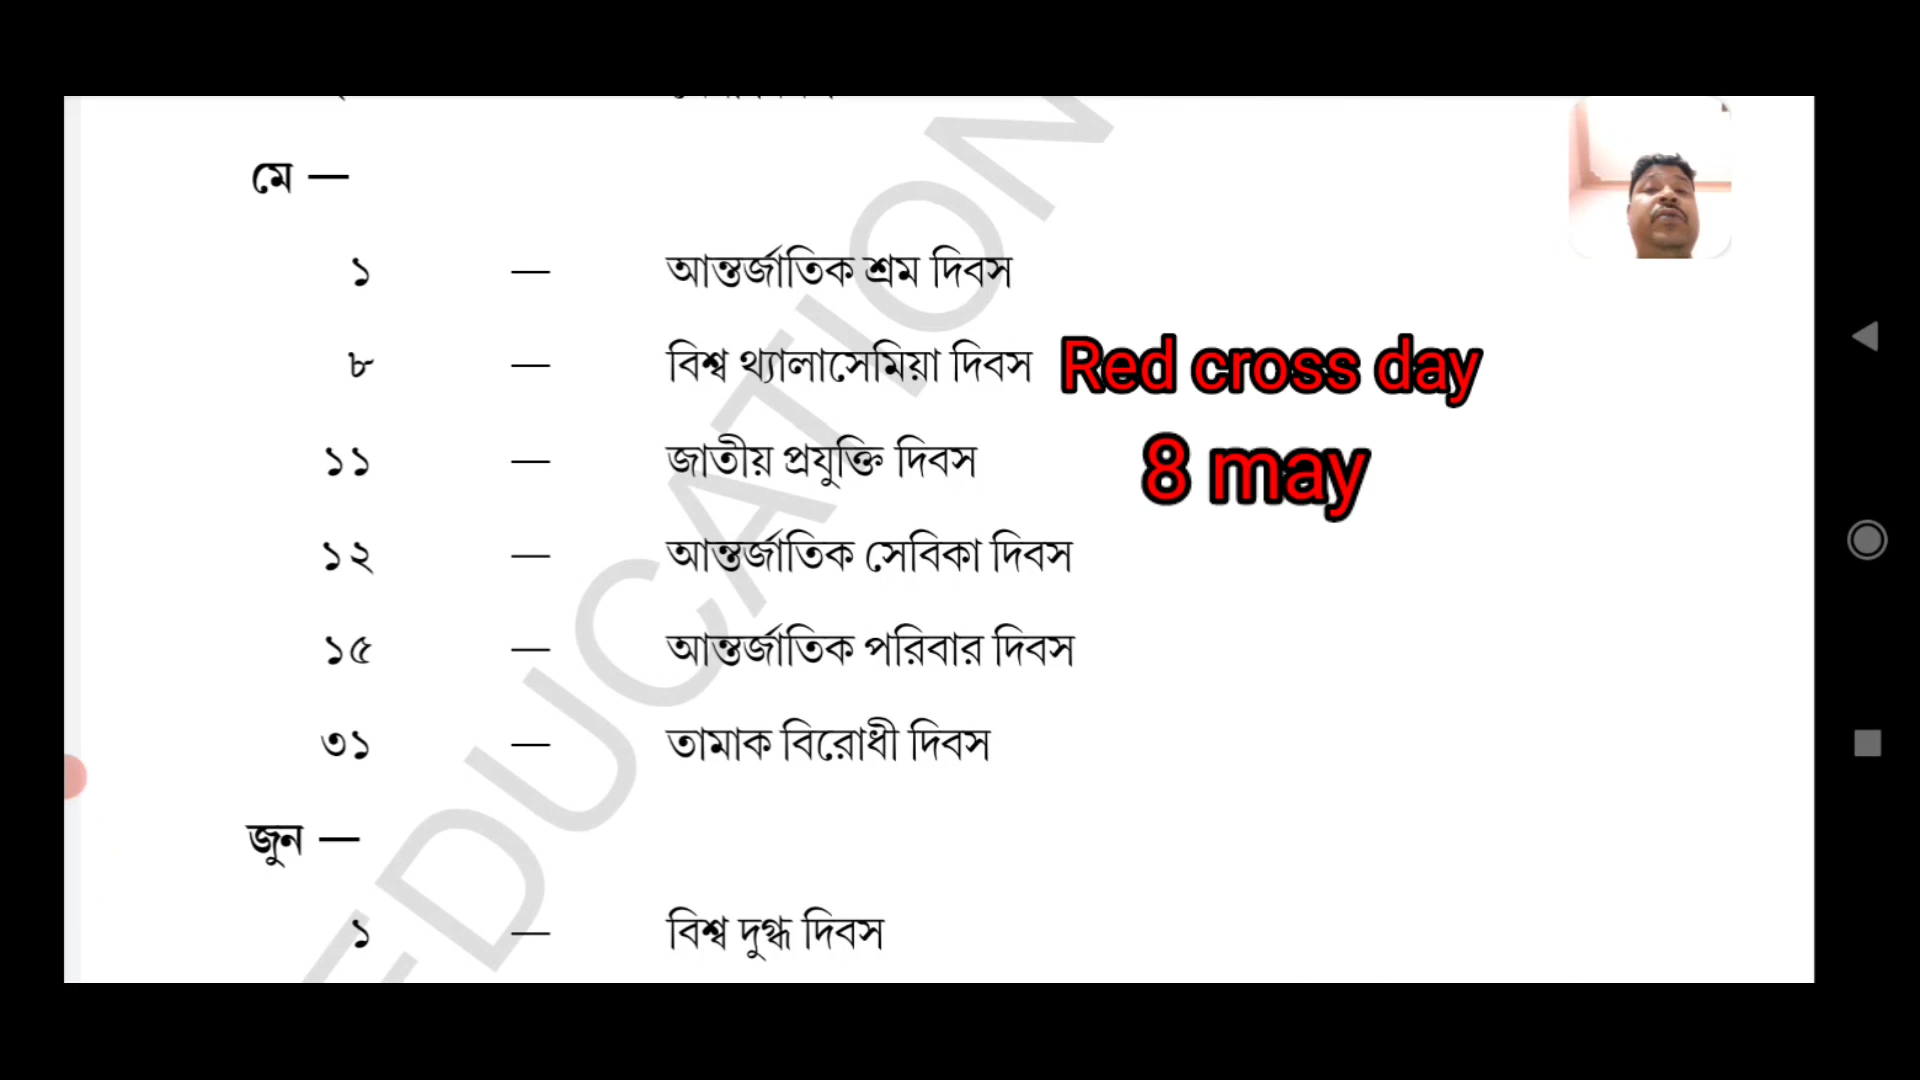 মে —
১ — আন্তর্জাতিক শ্রম দিবস
৮ — বিশ্ব থ্যালাসেমিয়া দিবস Red cross day
১১ — জাতীয় প্রযুক্তি দিবস 8 may
১২ — আন্তর্জাতিক সেবিকা দিবস
১৫ — আন্তর্জাতিক পরিবার দিবস
৩১ — তামাক বিরোধী দিবস
জুন —
১ — বিশ্ব দুগ্ধ দিবস
EDUCATION